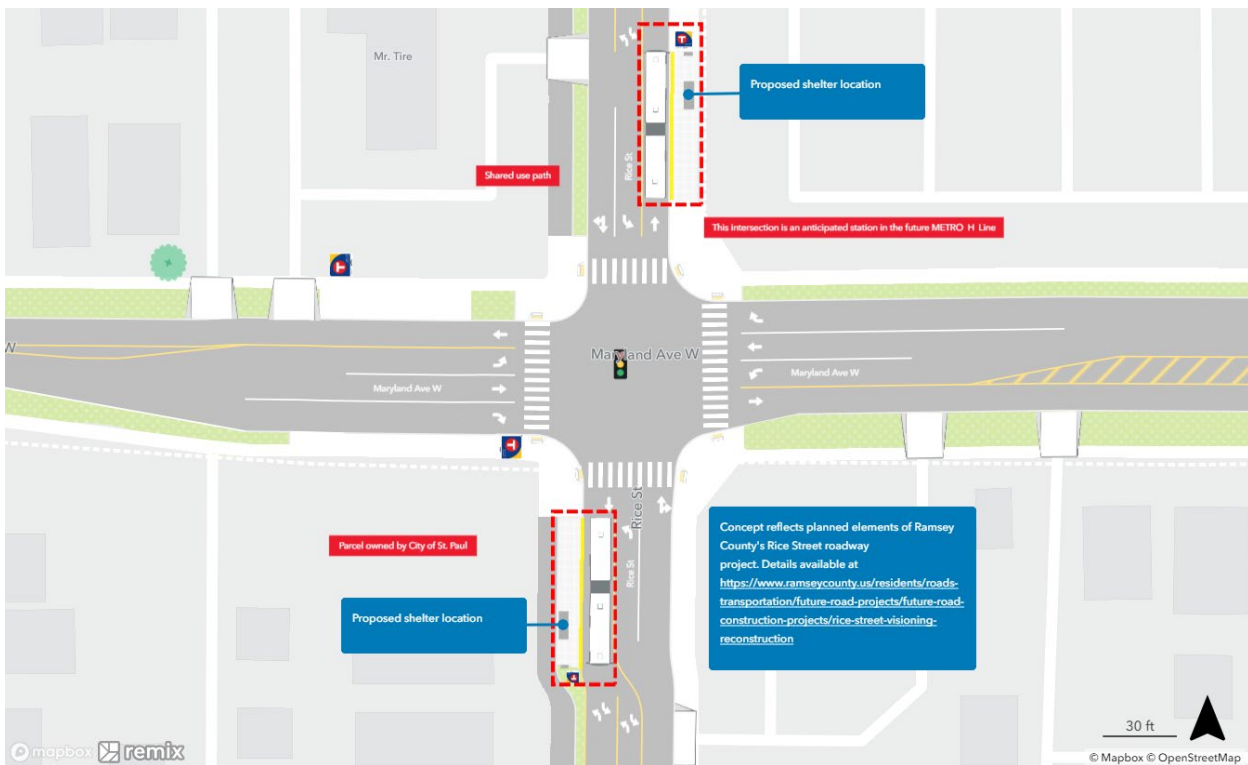 Mr. Tire
Proposed shelter location
Rice St
Shared use path
This intersection is an anticipated station in the future METRO H Line
Maryland Ave W
W
Maryland Ave W
Maryland Ave W
Rice St
Parcel owned by City of St. Paul
Rice St
Proposed shelter location
Concept reflects planned elements of Ramsey
County's Rice Street roadway
project. Details available at
https://www.ramseycounty.us/residents/roads-
transportation/future-road-projects/future-road-
construction-projects/rice-street-visioning-
reconstruction
30 ft
mapbox remix
© Mapbox © OpenStreetMap